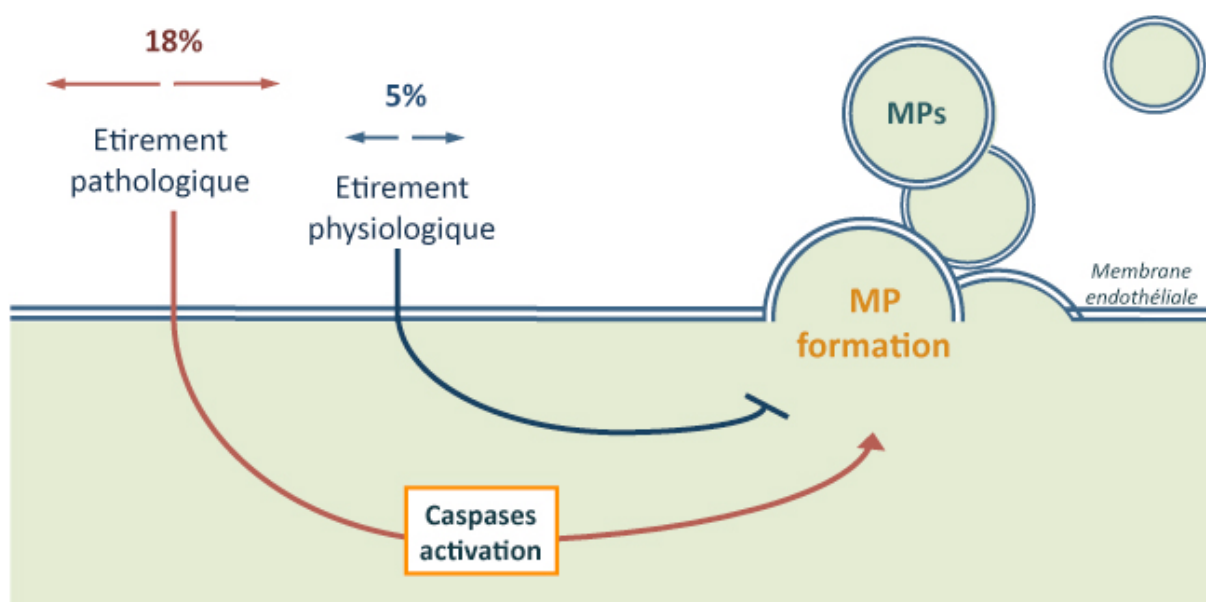 18%
Etirement
pathologique
5%
Etirement
physiologique
MPs
MP
formation
Membrane
endothéliale
Caspases
activation